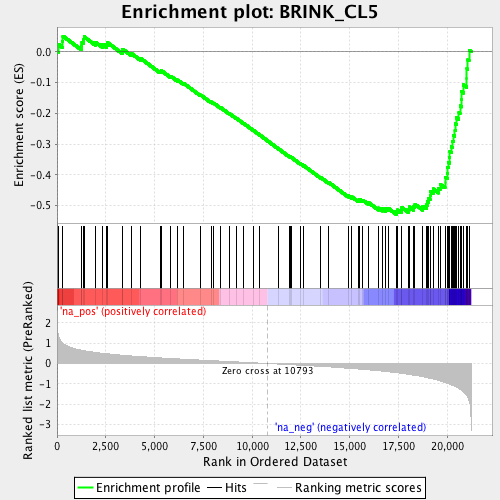 Enrichment plot: BRINK_CL5
Enrichment score (ES)
0.0
-0.1
-0.2
-0.3
-0.4
-0.5
'na_pos' (positively correlated)
Ranked list metric (PreRanked)
2
1
0
-1
-2
-3
Zero cross at 10793
'na_neg' (negatively correlated)
0
2,500
5,000
7,500
10,000
12,500
15,000
17,500
20,000
Rank in Ordered Dataset
Enrichment profile
Hits
Ranking metric scores